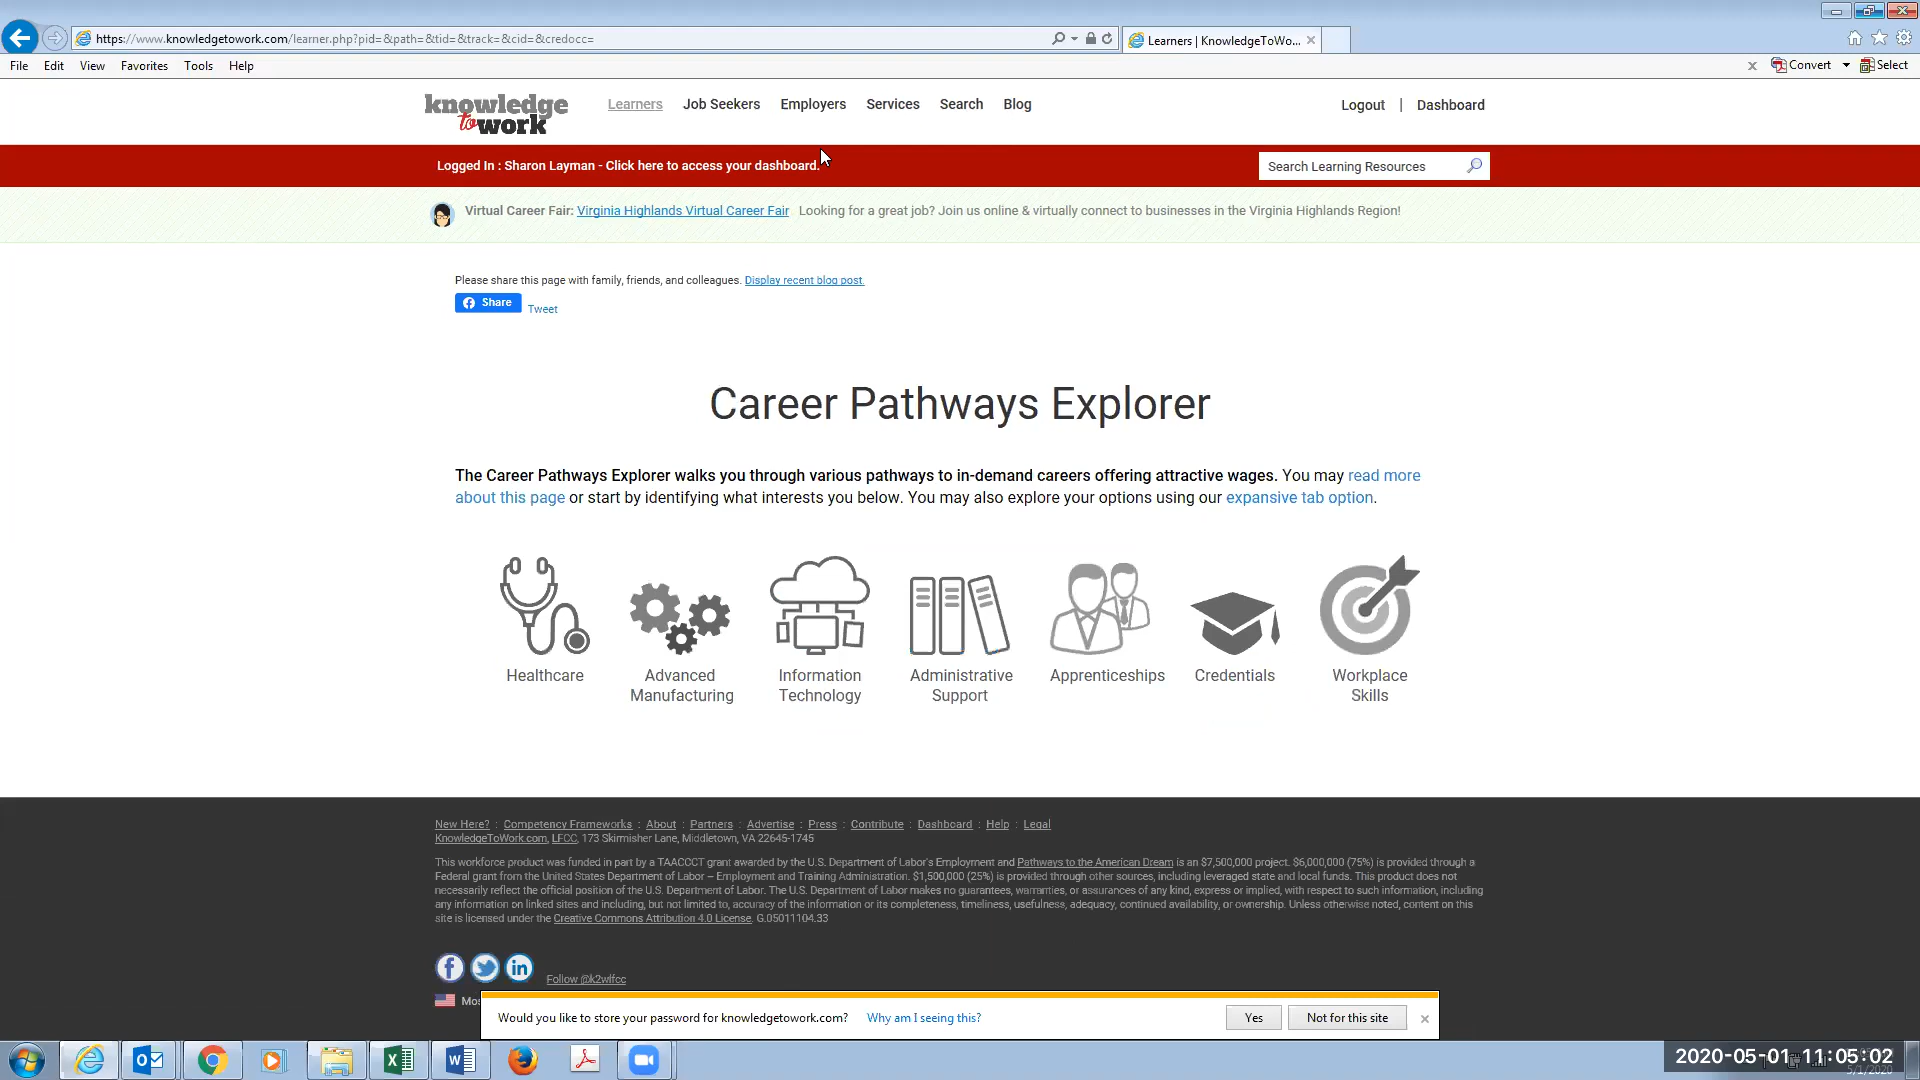 https://www.knowledgetowork.com/learner.php?pid=&path=&tid=&track=&cid=&credocc=
Learners | KnowledgeToWo...
File Edit View Favorites Tools Help
Convert Select
knowledge
to work
Learners Job Seekers Employers Services Search Blog
Logout | Dashboard
Logged In : Sharon Layman - Click here to access your dashboard.
Search Learning Resources
Virtual Career Fair: Virginia Highlands Virtual Career Fair Looking for a great job? Join us online & virtually connect to businesses in the Virginia Highlands Region!
Please share this page with family, friends, and colleagues. Display recent blog post.
Share Tweet
Career Pathways Explorer
The Career Pathways Explorer walks you through various pathways to in-demand careers offering attractive wages. You may read more
about this page or start by identifying what interests you below. You may also explore your options using our expansive tab option.
Healthcare
Advanced
Manufacturing
Information
Technology
Administrative
Support
Apprenticeships
Credentials
Workplace
Skills
New Here? : Competency Frameworks : About : Partners : Advertise : Press : Contribute : Dashboard : Help : Legal
KnowledgeToWork.com, LFCC, 173 Skirmisher Lane, Middletown, VA 22645-1745
This workforce product was funded in part by a TAACCCT grant awarded by the U.S. Department of Labor's Employment and Pathways to the American Dream is an $7,500,000 project. $6,000,000 (75%) is provided through a
Federal grant from the United States Department of Labor – Employment and Training Administration. $1,500,000 (25%) is provided through other sources, including leveraged state and local funds. This product does not
necessarily reflect the official position of the U.S. Department of Labor. The U.S. Department of Labor makes no guarantees, warranties, or assurances of any kind, express or implied, with respect to such information, including
any information on linked sites and including, but not limited to, accuracy of the information or its completeness, timeliness, usefulness, adequacy, continued availability, or ownership. Unless otherwise noted, content on this
site is licensed under the Creative Commons Attribution 4.0 License. G.05011104.33
Follow @k2wlfcc
Mos
Would you like to store your password for knowledgetowork.com? Why am I seeing this? Yes Not for this site
2020-05-01 11:05:02
5/1/2020